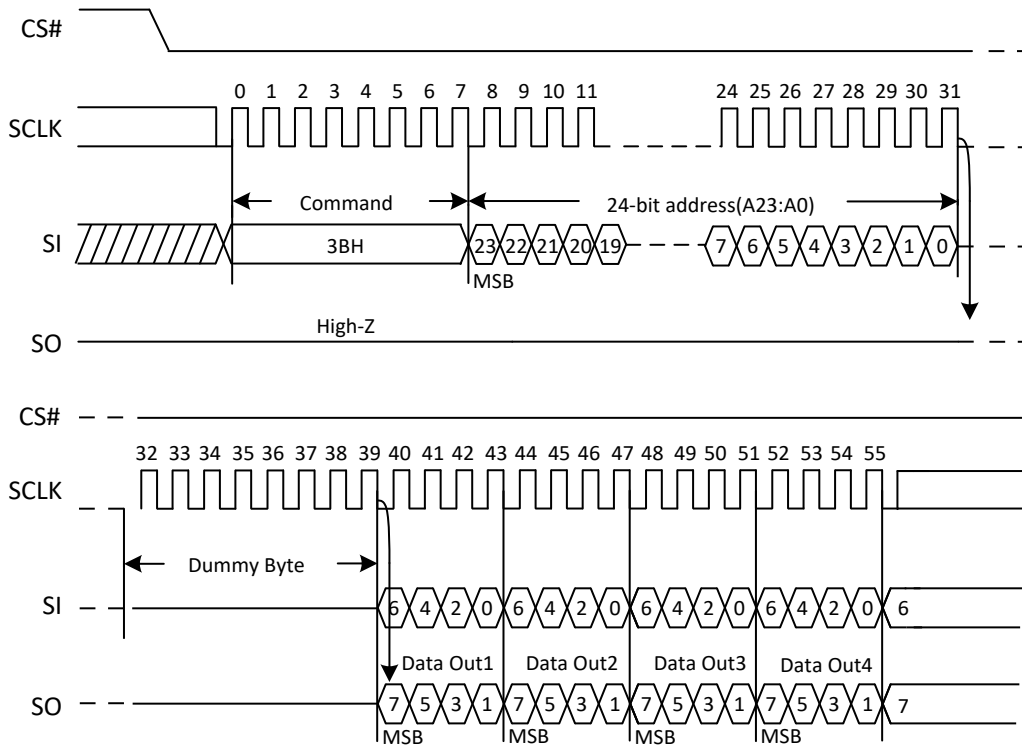 CS#
0 1 2 3 4 5 6 7 8 9 10 11 24 25 26 27 28 29 30 31
SCLK
Command 24-bit address(A23:A0)
SI 3BH 23 22 21 20 19 7 6 5 4 3 2 1 0
MSB
High-Z
SO
CS#
32 33 34 35 36 37 38 39 40 41 42 43 44 45 46 47 48 49 50 51 52 53 54 55
SCLK
Dummy Byte
SI 6 4 2 0 6 4 2 0 6 4 2 0 6 4 2 0 6
Data Out1 Data Out2 Data Out3 Data Out4
SO 7 5 3 1 7 5 3 1 7 5 3 1 7 5 3 1 7
MSB MSB MSB MSB